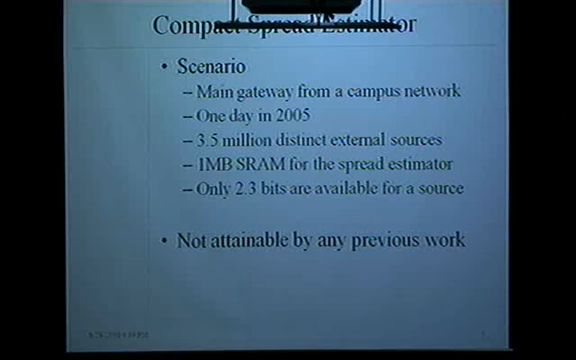 Compact Spread Estimator
• Scenario
– Main gateway from a campus network
– One day in 2005
– 3.5 million distinct external sources
– 1MB SRAM for the spread estimator
– Only 2.3 bits are available for a source
• Not attainable by any previous work